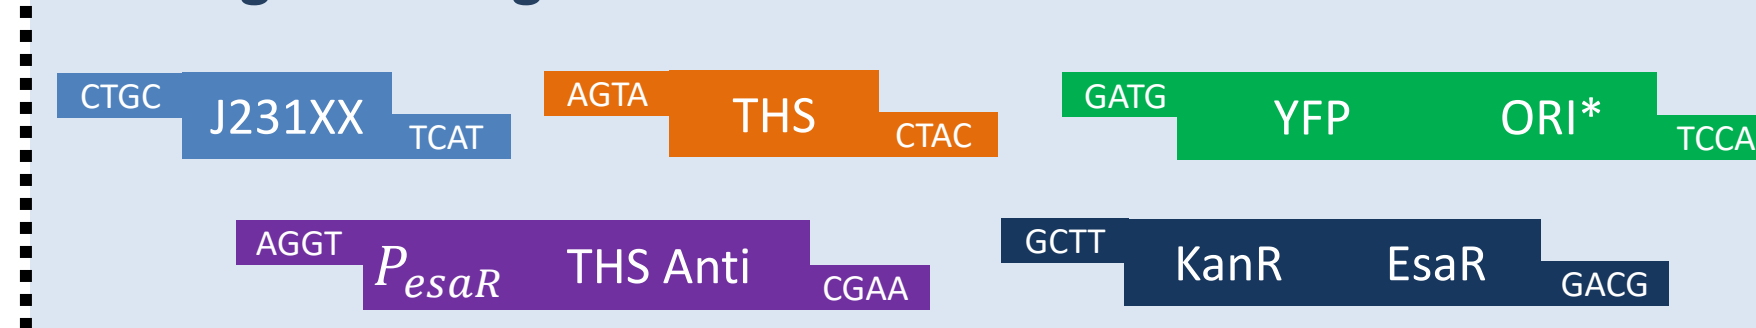 CTGC J231XX TCAT AGTA THS CTAC GATG YFP ORI* TCCA
AGGT PesaR THS Anti CGAA GCTT KanR EsaR GACG